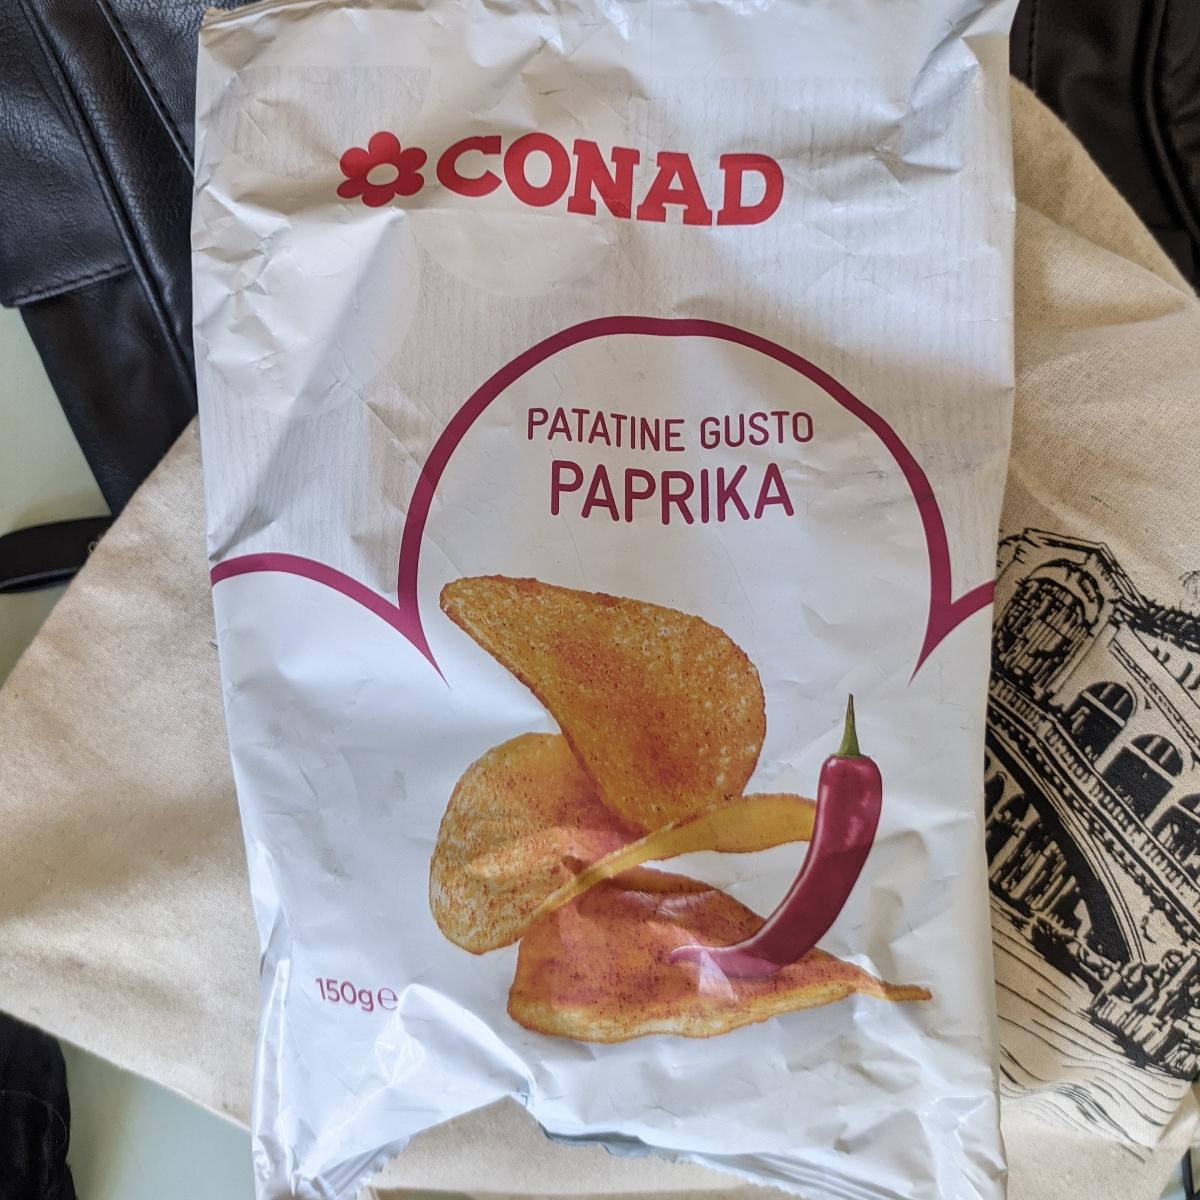 CONAD
PATATINE GUSTO
PAPRIKA
150g℮